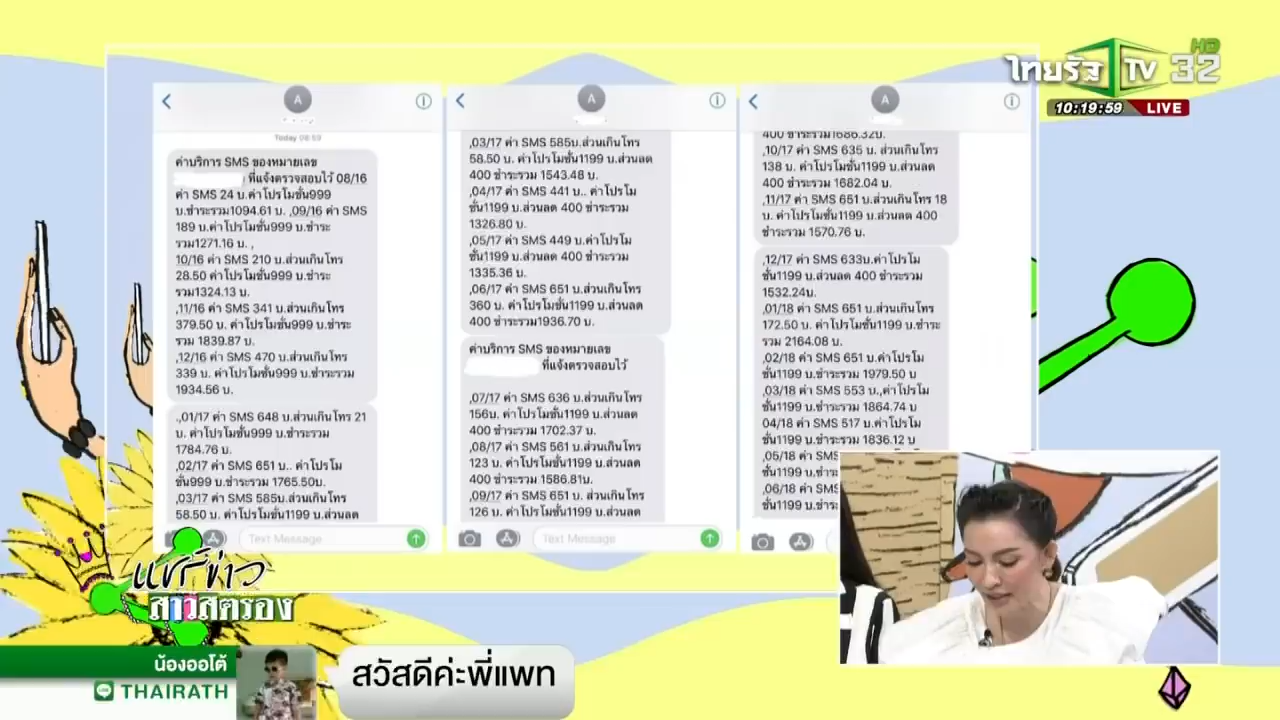 ไทยรัฐ TV 32 HD
10:19:59 LIVE
A
Today 08:59
ค่าบริการ SMS ของหมายเลข
ที่แจ้งตรวจสอบไว้ 08/16
ค่า SMS 24 บ.ค่าโปรโมชั่น999
บ.ชำระรวม1094.61 บ. ,09/16 ค่า SMS
189 บ.ค่าโปรโมชั่น999 บ.ชำระ
รวม1271.16 บ. ,
10/16 ค่า SMS 210 บ.ส่วนเกินโทร
28.50 บ. ค่าโปรโมชั่น999 บ.ชำระ
รวม1324.13 บ.
,11/16 ค่า SMS 341 บ.ส่วนเกินโทร
379.50 บ. ค่าโปรโมชั่น999 บ.ชำระ
รวม 1839.87 บ.
,12/16 ค่า SMS 470 บ.ส่วนเกินโทร
339 บ. ค่าโปรโมชั่น999 บ.ชำระรวม
1934.56 บ.
.,01/17 ค่า SMS 648 บ.ส่วนเกินโทร 21
บ. ค่าโปรโมชั่น999 บ.ชำระรวม
1784.76 บ.
,02/17 ค่า SMS 651 บ.. ค่าโปรโม
ชั่น999 บ.ชำระรวม 1765.50บ.
,03/17 ค่า SMS 585บ.ส่วนเกินโทร
58.50 บ. ค่าโปรโมชั่น1199 บ.ส่วนลด
Text Message
A
,03/17 ค่า SMS 585บ.ส่วนเกินโทร
58.50 บ. ค่าโปรโมชั่น1199 บ.ส่วนลด
400 ชำระรวม 1543.48 บ.
,04/17 ค่า SMS 441 บ.. ค่าโปรโม
ชั่น1199 บ.ส่วนลด 400 ชำระรวม
1326.80 บ.
,05/17 ค่า SMS 449 บ.ค่าโปรโม
ชั่น1199 บ.ส่วนลด 400 ชำระรวม
1335.36 บ.
,06/17 ค่า SMS 651 บ.ส่วนเกินโทร
360 บ. ค่าโปรโมชั่น1199 บ.ส่วนลด
400 ชำระรวม1936.70 บ.
ค่าบริการ SMS ของหมายเลข
ที่แจ้งตรวจสอบไว้
,07/17 ค่า SMS 636 บ.ส่วนเกินโทร
156บ. ค่าโปรโมชั่น1199 บ.ส่วนลด
400 ชำระรวม 1702.37 บ.
,08/17 ค่า SMS 561 บ.ส่วนเกินโทร
123 บ. ค่าโปรโมชั่น1199 บ.ส่วนลด
400 ชำระรวม 1586.81บ.
,09/17 ค่า SMS 651 บ. ส่วนเกินโทร
126 บ. ค่าโปรโมชั่น1199 บ.ส่วนลด
Text Message
A
400 ชำระรวม1686.32บ.
,10/17 ค่า SMS 635 บ. ส่วนเกินโทร
138 บ. ค่าโปรโมชั่น1199 บ.ส่วนลด
400 ชำระรวม 1682.04 บ.
,11/17 ค่า SMS 651 บ.ส่วนเกินโทร 18
บ. ค่าโปรโมชั่น1199 บ.ส่วนลด 400
ชำระรวม 1570.76 บ.
,12/17 ค่า SMS 633บ.ค่าโปรโม
ชั่น1199 บ.ส่วนลด 400 ชำระรวม
1532.24บ.
,01/18 ค่า SMS 651 บ.ส่วนเกินโทร
172.50 บ. ค่าโปรโมชั่น1199 บ.ชำระ
รวม 2164.08 บ.
,02/18 ค่า SMS 651 บ.ค่าโปรโม
ชั่น1199 บ.ชำระรวม 1979.50 บ.
,03/18 ค่า SMS 553 บ.,ค่าโปรโม
ชั่น1199 บ.ชำระรวม 1864.74 บ
04/18 ค่า SMS 517 บ.ค่าโปรโม
ชั่น1199 บ.ชำระรวม 1836.12 บ
,05/18 ค่า SMS
ชั่น1199 บ.ชำระ
,06/18 ค่า SMS
ชั่น1199 บ.ชำระ
แชร์ข่าว
สาวสตรอง
น้องออโต้
LINE THAIRATH
สวัสดีค่ะพี่แพท